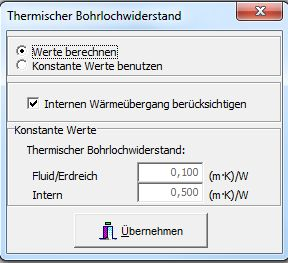 Thermischer Bohrlochwiderstand
Werte berechnen
Konstante Werte benutzen
Internen Wärmeübergang berücksichtigen
Konstante Werte
Thermischer Bohrlochwiderstand:
Fluid/Erdreich 0,100 (m·K)/W
Intern 0,500 (m·K)/W
Übernehmen